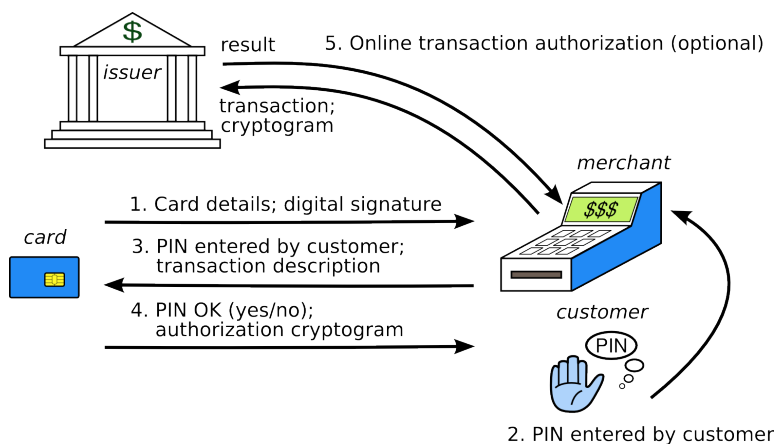 $
issuer
result
5. Online transaction authorization (optional)
transaction;
cryptogram
merchant
$$$
1. Card details; digital signature
card
3. PIN entered by customer;
transaction description
4. PIN OK (yes/no);
authorization cryptogram
customer
PIN
2. PIN entered by customer